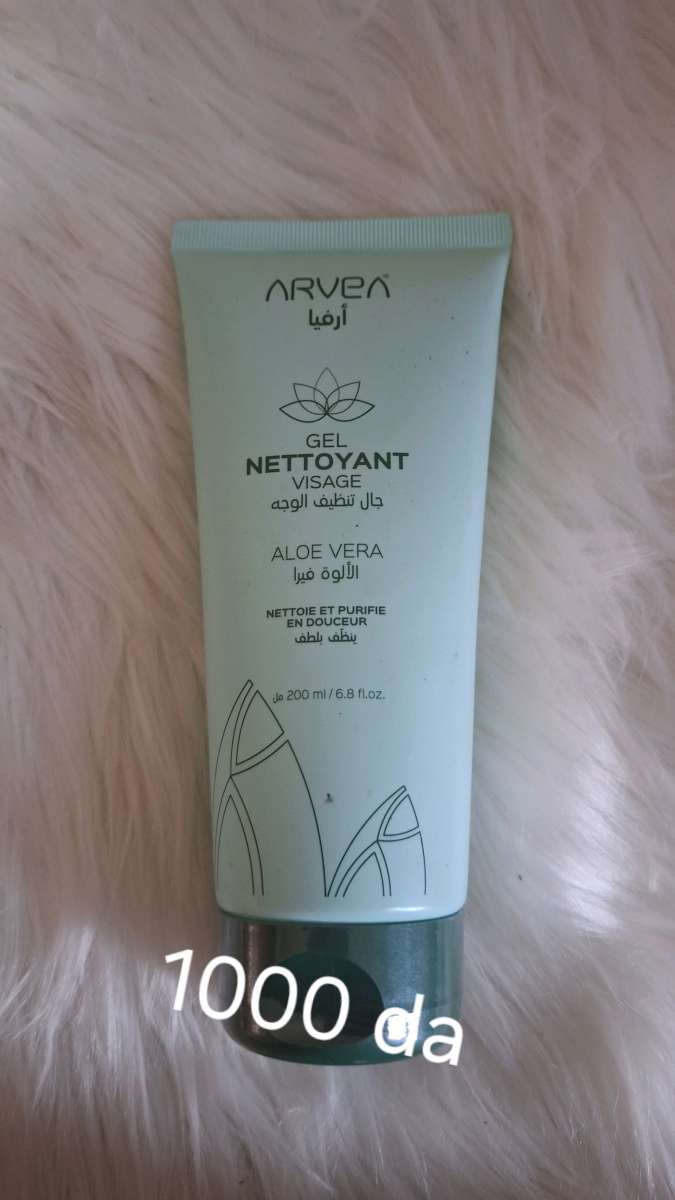 ARVEA
أرفيا
GEL
NETTOYANT
VISAGE
جال تنظيف الوجه
ALOE VERA
الألوة فيرا
NETTOIE ET PURIFIE
EN DOUCEUR
ينظّف بلطف
200 ml / 6.8 fl.oz. مل
1000 da